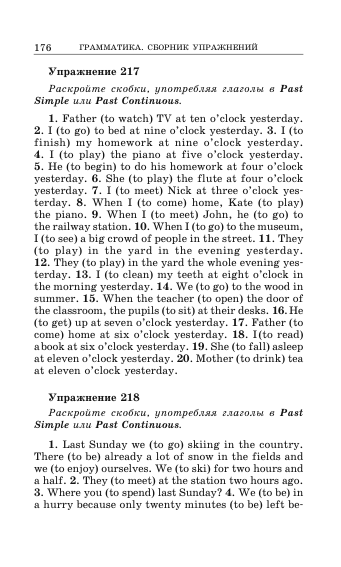 176 ГРАММАТИКА. СБОРНИК УПРАЖНЕНИЙ
Упражнение 217
Раскройте скобки, употребляя глаголы в Past
Simple или Past Continuous.
1. Father (to watch) TV at ten o'clock yesterday.
2. I (to go) to bed at nine o'clock yesterday. 3. I (to
finish) my homework at nine o'clock yesterday.
4. I (to play) the piano at five o'clock yesterday.
5. He (to begin) to do his homework at four o'clock
yesterday. 6. She (to play) the flute at four o'clock
yesterday. 7. I (to meet) Nick at three o'clock yes-
terday. 8. When I (to come) home, Kate (to play)
the piano. 9. When I (to meet) John, he (to go) to
the railway station. 10. When I (to go) to the museum,
I (to see) a big crowd of people in the street. 11. They
(to play) in the yard in the evening yesterday.
12. They (to play) in the yard the whole evening yes-
terday. 13. I (to clean) my teeth at eight o'clock in
the morning yesterday. 14. We (to go) to the wood in
summer. 15. When the teacher (to open) the door of
the classroom, the pupils (to sit) at their desks. 16. He
(to get) up at seven o'clock yesterday. 17. Father (to
come) home at six o'clock yesterday. 18. I (to read)
a book at six o'clock yesterday. 19. She (to fall) asleep
at eleven o'clock yesterday. 20. Mother (to drink) tea
at eleven o'clock yesterday.
Упражнение 218
Раскройте скобки, употребляя глаголы в Past
Simple или Past Continuous.
1. Last Sunday we (to go) skiing in the country.
There (to be) already a lot of snow in the fields and
we (to enjoy) ourselves. We (to ski) for two hours and
a half. 2. They (to meet) at the station two hours ago.
3. Where you (to spend) last Sunday? 4. We (to be) in
a hurry because only twenty minutes (to be) left be-